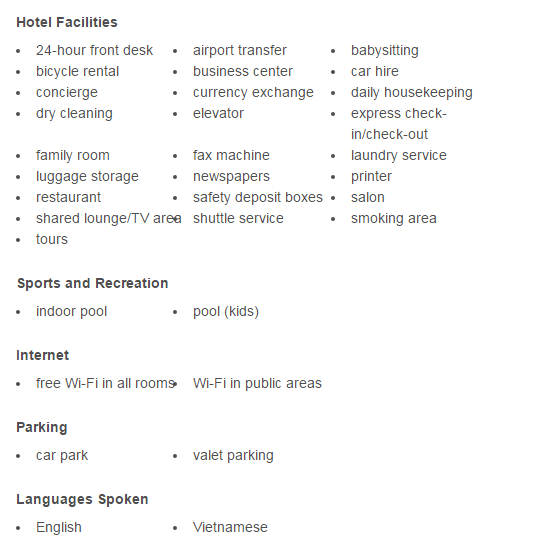 Hotel Facilities
• 24-hour front desk • airport transfer • babysitting
• bicycle rental • business center • car hire
• concierge • currency exchange • daily housekeeping
• dry cleaning • elevator • express check-
in/check-out
• family room • fax machine • laundry service
• luggage storage • newspapers • printer
• restaurant • safety deposit boxes • salon
• shared lounge/TV area • shuttle service • smoking area
• tours
Sports and Recreation
• indoor pool • pool (kids)
Internet
• free Wi-Fi in all rooms • Wi-Fi in public areas
Parking
• car park • valet parking
Languages Spoken
• English • Vietnamese